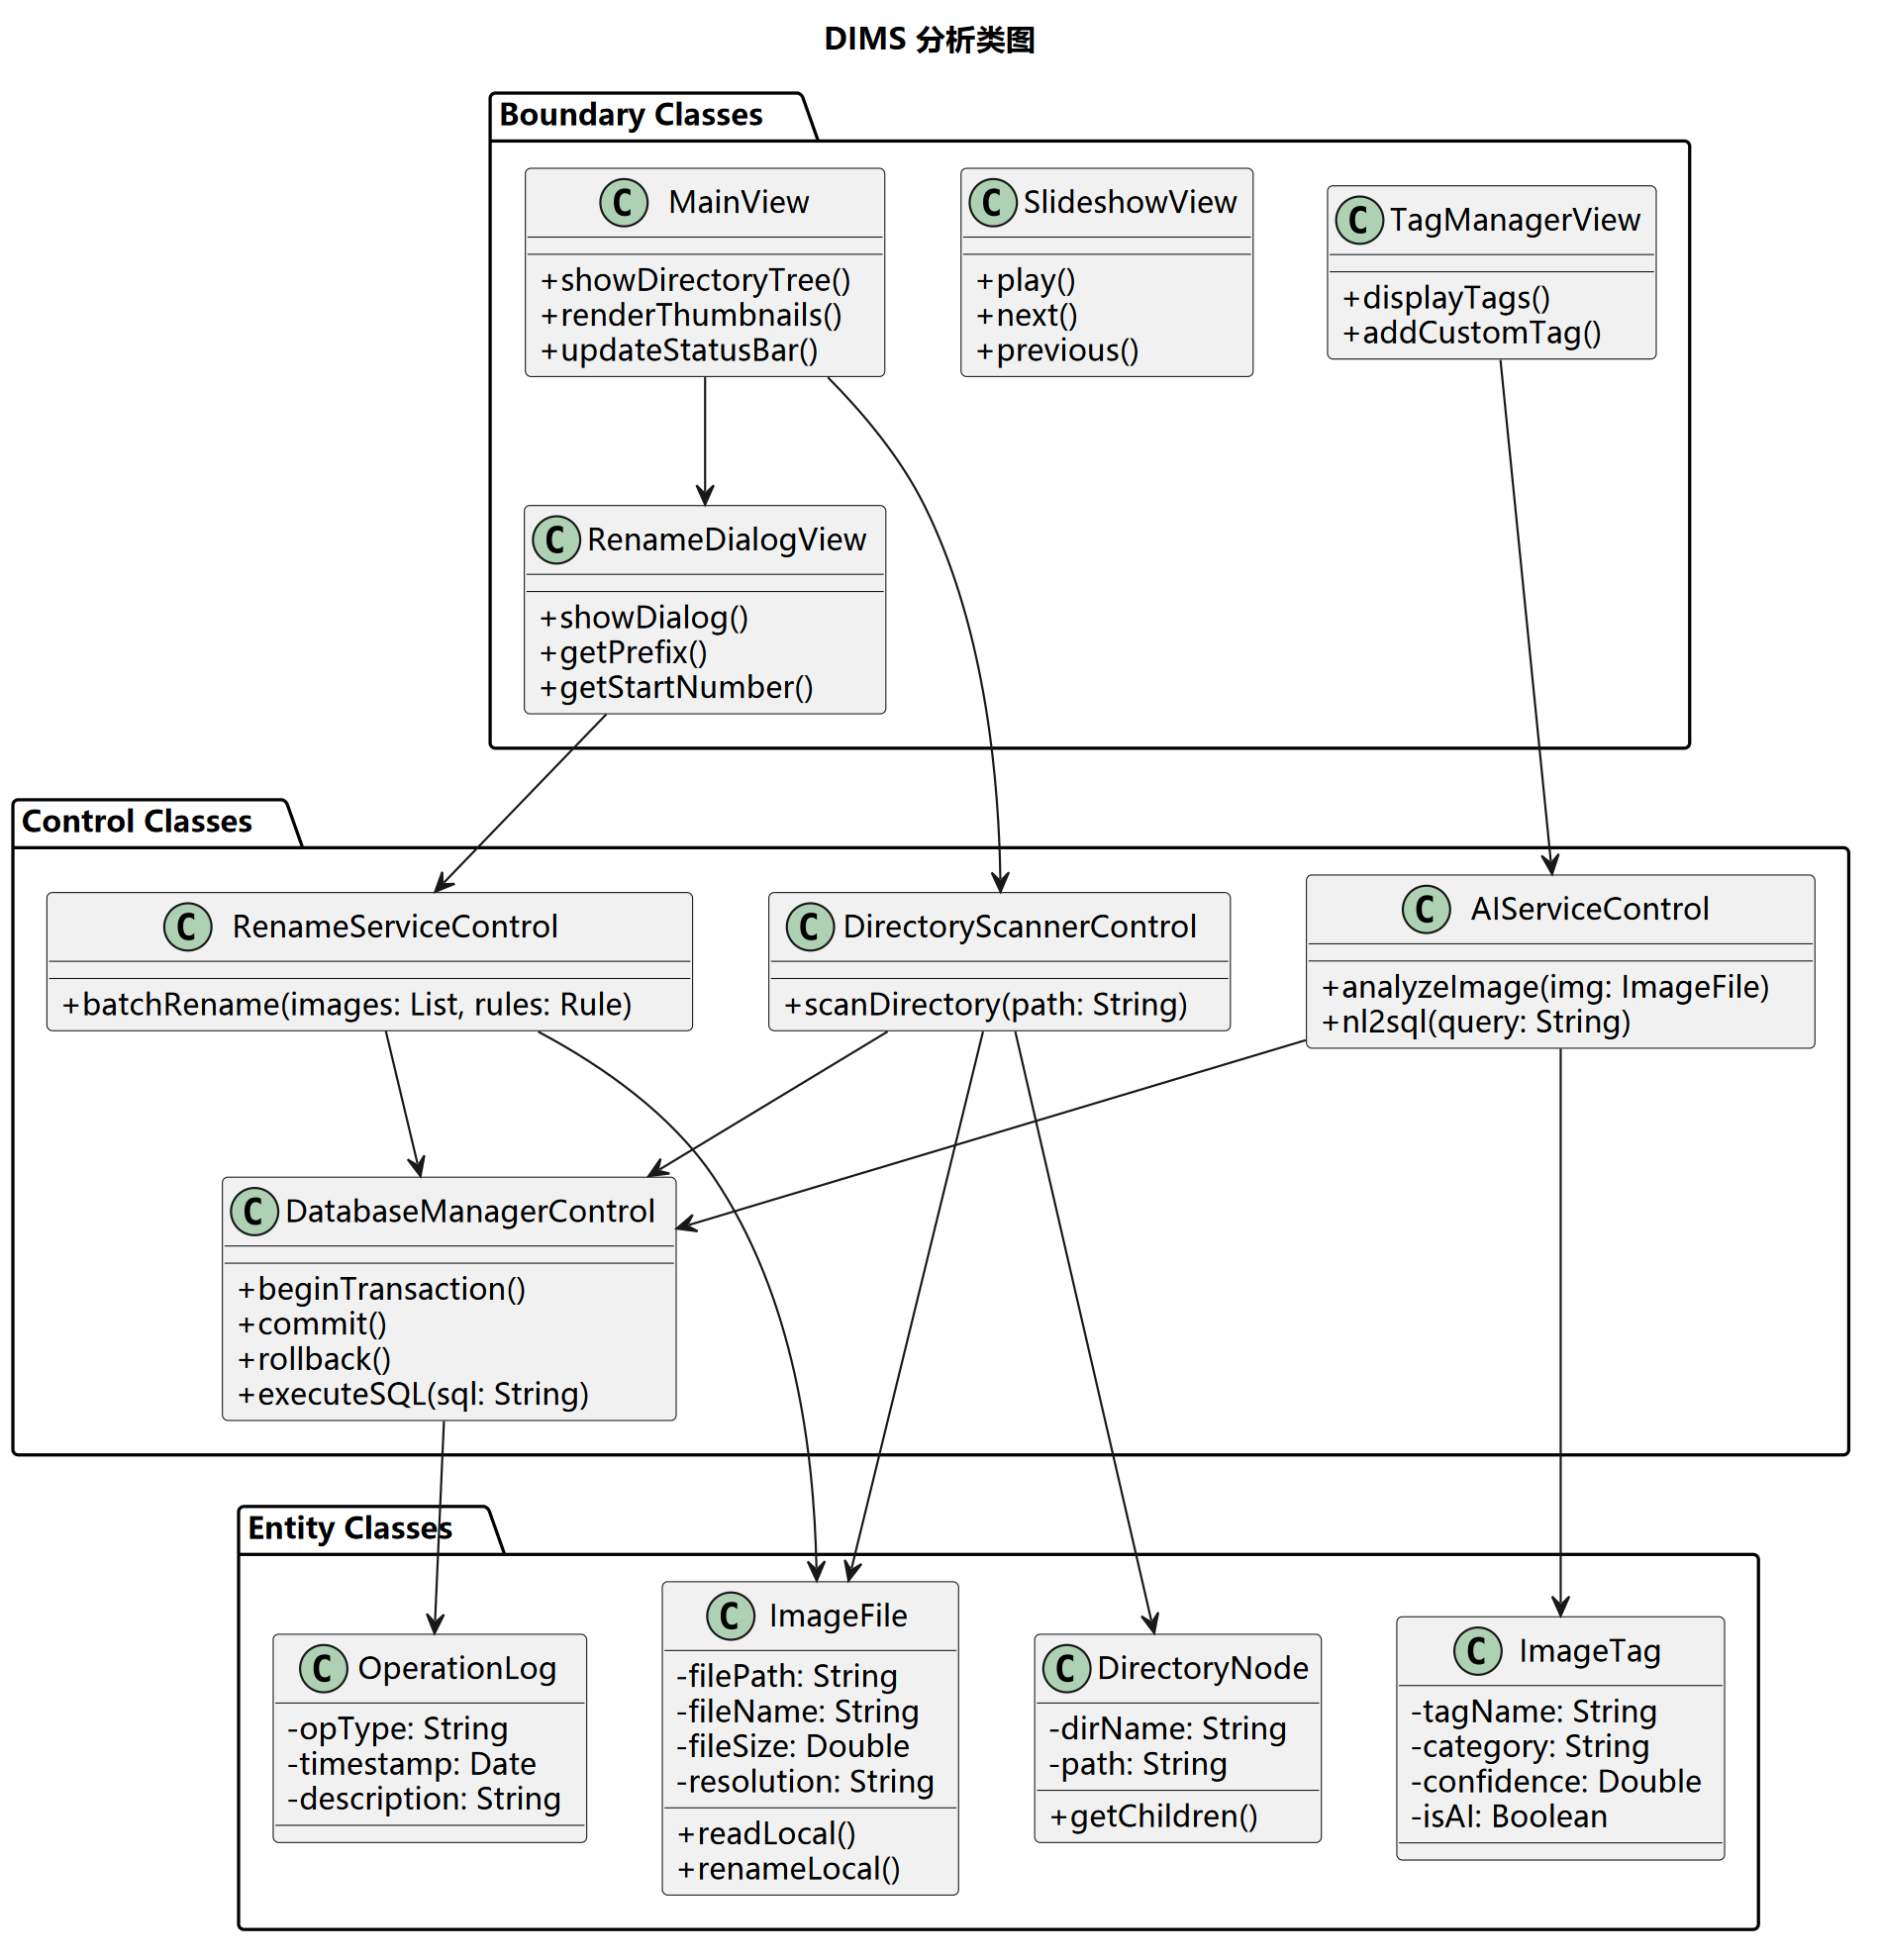 DIMS 分析类图
Boundary Classes
C MainView
+showDirectoryTree()
+renderThumbnails()
+updateStatusBar()
C SlideshowView
+play()
+next()
+previous()
C TagManagerView
+displayTags()
+addCustomTag()
C RenameDialogView
+showDialog()
+getPrefix()
+getStartNumber()
Control Classes
C RenameServiceControl
+batchRename(images: List, rules: Rule)
C DirectoryScannerControl
+scanDirectory(path: String)
C AIServiceControl
+analyzeImage(img: ImageFile)
+nl2sql(query: String)
C DatabaseManagerControl
+beginTransaction()
+commit()
+rollback()
+executeSQL(sql: String)
Entity Classes
C OperationLog
-opType: String
-timestamp: Date
-description: String
C ImageFile
-filePath: String
-fileName: String
-fileSize: Double
-resolution: String
+readLocal()
+renameLocal()
C DirectoryNode
-dirName: String
-path: String
+getChildren()
C ImageTag
-tagName: String
-category: String
-confidence: Double
-isAI: Boolean